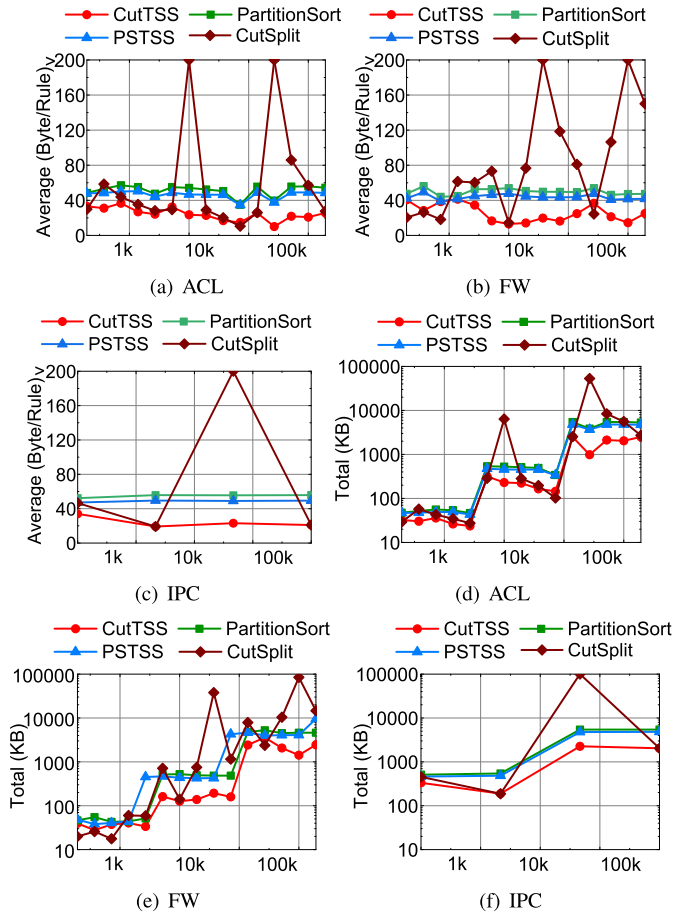 CutTSS PartitionSort CutTSS PartitionSort
PSTSS CutSplit PSTSS CutSplit
Average (Byte/Rule)
>
200
160
120
80
40
0
1k 10k 100k
(a) ACL
Average (Byte/Rule)
>
200
160
120
80
40
0
1k 10k 100k
(b) FW
CutTSS PartitionSort CutTSS PartitionSort
PSTSS CutSplit PSTSS CutSplit
Average (Byte/Rule)
>
200
160
120
80
40
0
1k 10k 100k
(c) IPC
Total (KB)
100000
10000
1000
100
10
1k 10k 100k
(d) ACL
CutTSS PartitionSort CutTSS PartitionSort
PSTSS CutSplit PSTSS CutSplit
Total (KB)
100000
10000
1000
100
10
1k 10k 100k
(e) FW
Total (KB)
100000
10000
1000
100
10
1k 10k 100k
(f) IPC